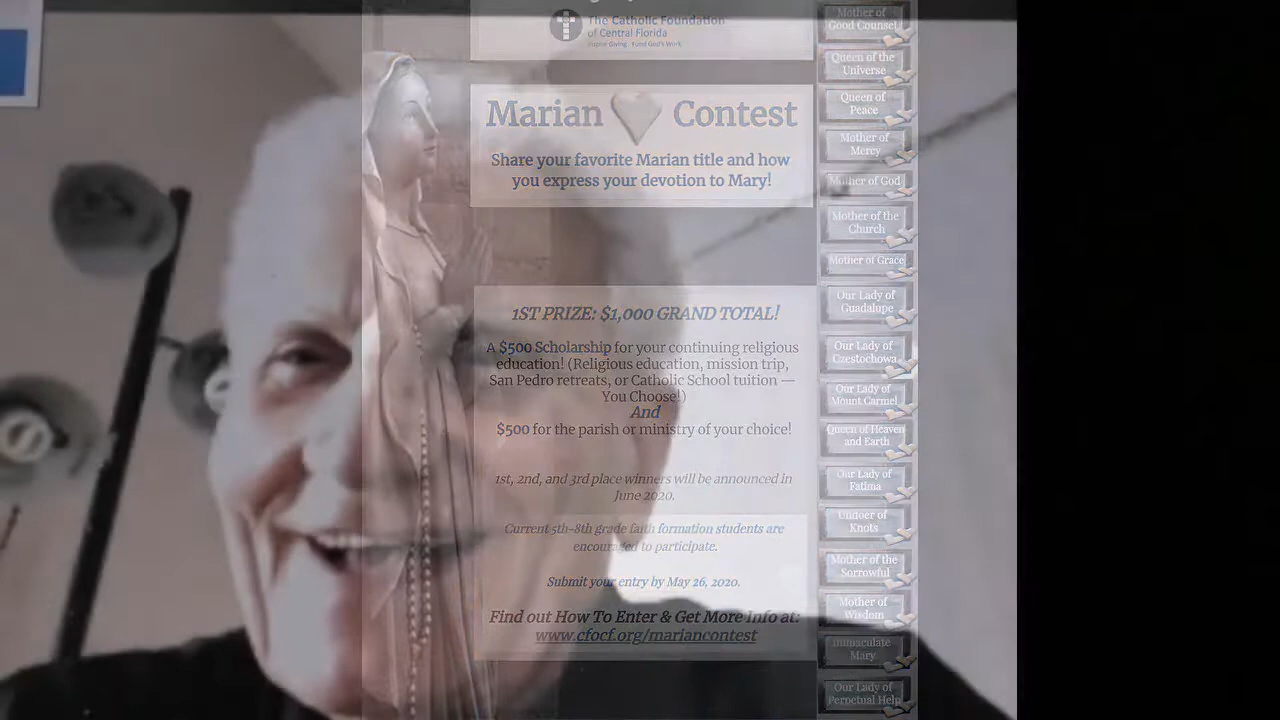 The Catholic Foundation
of Central Florida
Inspire Giving. Fund God's Work
Marian Contest
Share your favorite Marian title and how
you express your devotion to Mary!
1ST PRIZE: $1,000 GRAND TOTAL!
A $500 Scholarship for your continuing religious
education! (Religious education, mission trip,
San Pedro retreats, or Catholic School tuition —
You Choose!)
And
$500 for the parish or ministry of your choice!
1st, 2nd, and 3rd place winners will be announced in
June 2020.
Current 5th-8th grade faith formation students are
encouraged to participate.
Submit your entry by May 26, 2020.
Find out How To Enter & Get More Info at:
www.cfocf.org/mariancontest
Mother of
Good Counsel
Queen of the
Universe
Queen of
Peace
Mother of
Mercy
Mother of God
Mother of the
Church
Mother of Grace
Our Lady of
Guadalupe
Our Lady of
Czestochowa
Our Lady of
Mount Carmel
Queen of Heaven
and Earth
Our Lady of
Fatima
Undoer of
Knots
Mother of the
Sorrowful
Mother of
Wisdom
Immaculate
Mary
Our Lady of
Perpetual Help